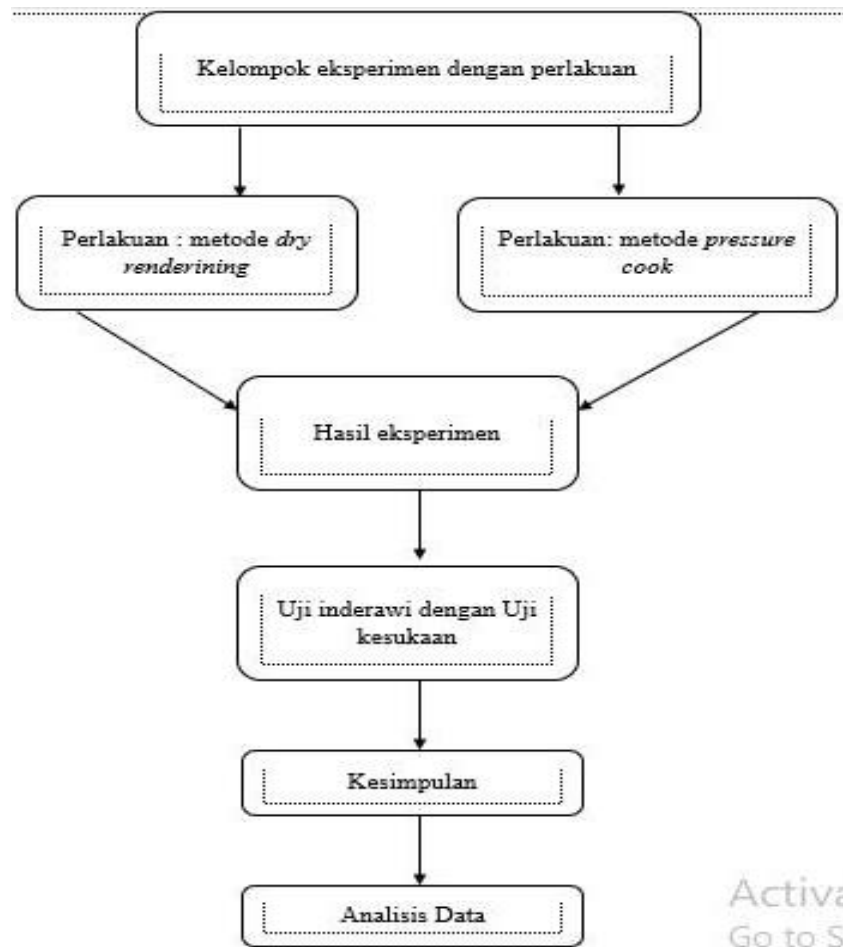 Kelompok eksperimen dengan perlakuan
Perlakuan : metode dry
renderining
Perlakuan: metode pressure
cook
Hasil eksperimen
Uji inderawi dengan Uji
kesukaan
Kesimpulan
Analisis Data
Activa
Go to S